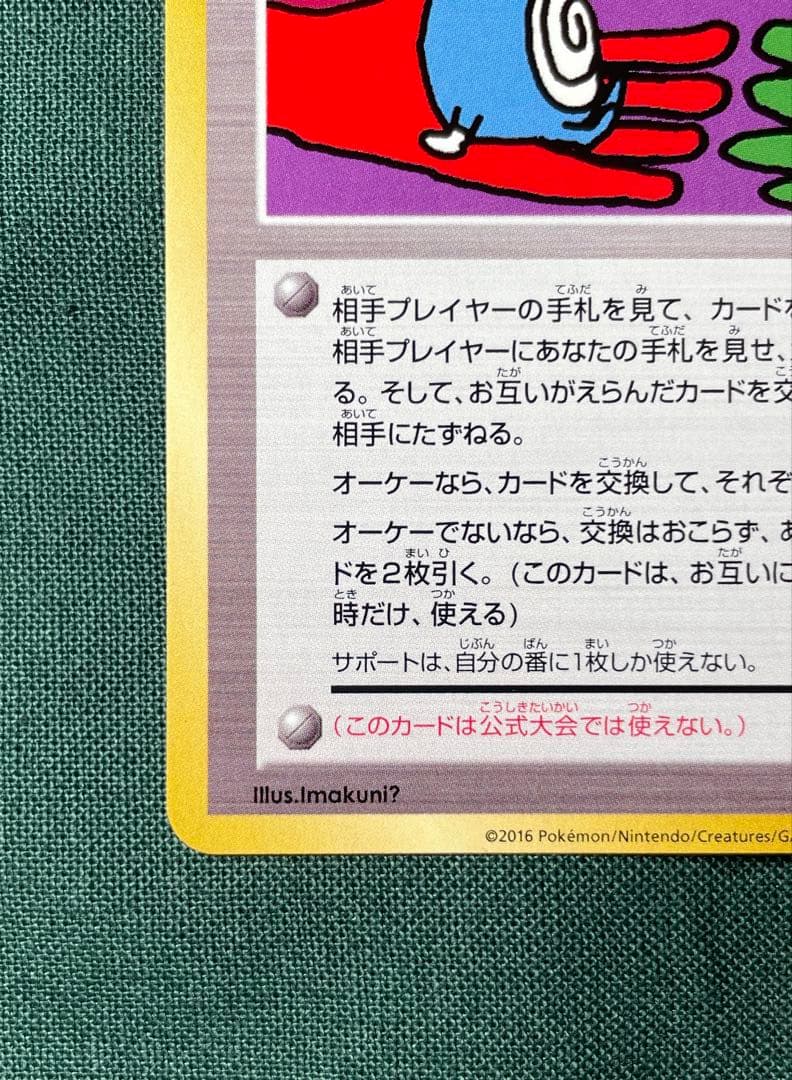 相手プレイヤーの手札を見て、カードを
相手プレイヤーにあなたの手札を見せ、
る。そして、お互いがえらんだカードを交
相手にたずねる。
オーケーなら、カードを交換して、それぞ
オーケーでないなら、交換はおこらず、あ
ドを2枚引く。(このカードは、お互いに
時だけ、使える)
サポートは、自分の番に1枚しか使えない。
(このカードは公式大会では使えない。)
Illus.Imakuni?
©2016 Pokémon/Nintendo/Creatures/GA